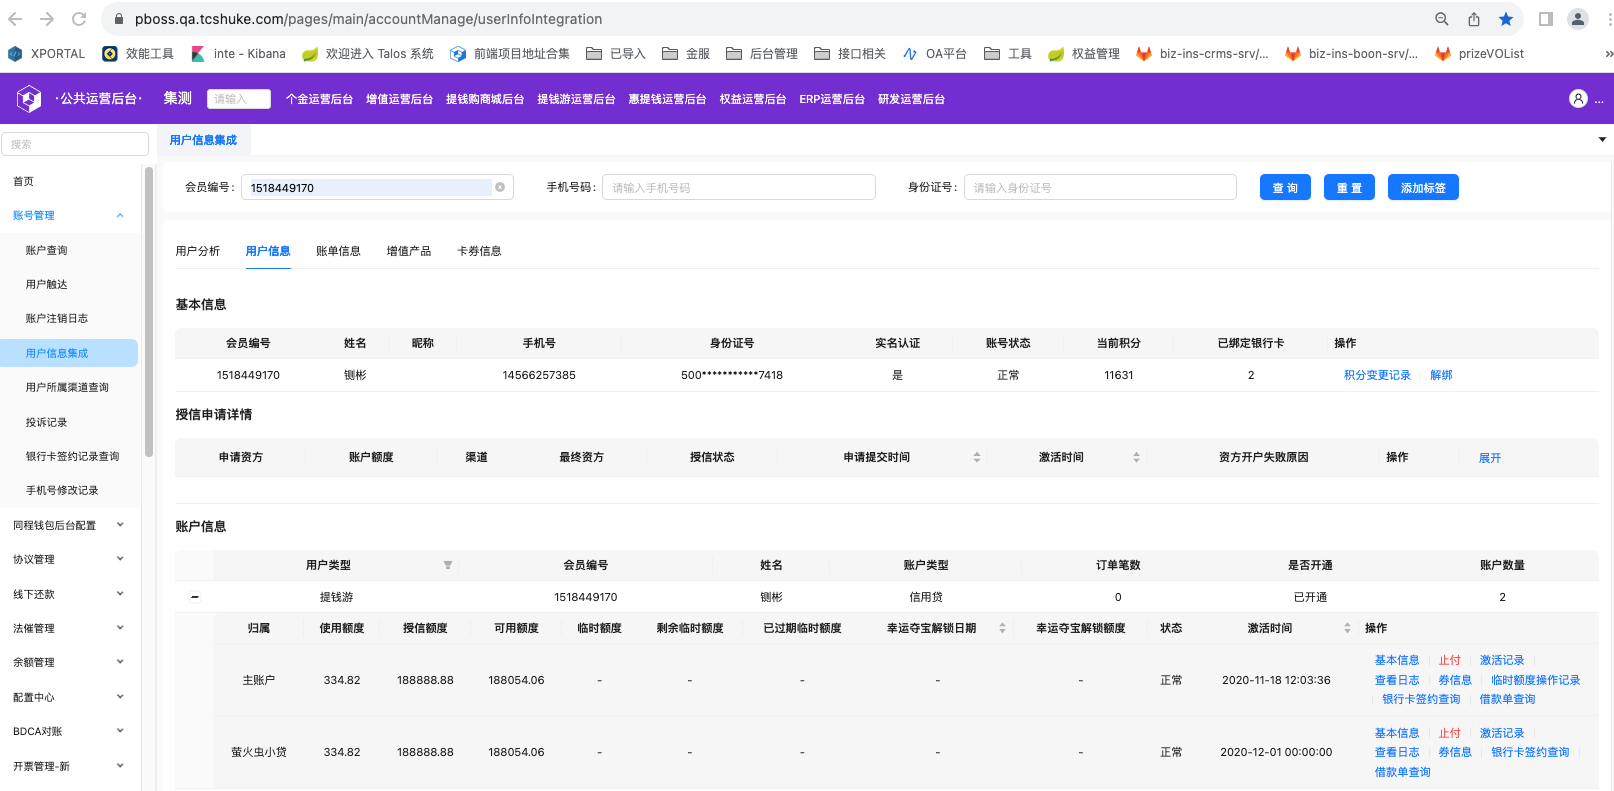 pboss.qa.tcshuke.com/pages/main/accountManage/userInfoIntegration
XPORTAL 效能工具 inte - Kibana 欢迎进入 Talos 系统 前端项目地址合集 已导入 金服 后台管理 接口相关 OA平台 工具 权益管理 biz-ins-crms-srv/... biz-ins-boon-srv/... prizeVOList »
·公共运营后台· 集测 请输入 个金运营后台 增值运营后台 提钱购商城后台 提钱游运营后台 惠提钱运营后台 权益运营后台 ERP运营后台 研发运营后台 ...
搜索
首页
账号管理
账户查询
用户触达
账户注销日志
用户信息集成
用户所属渠道查询
投诉记录
银行卡签约记录查询
手机号修改记录
同程钱包后台配置
协议管理
线下还款
法催管理
余额管理
配置中心
BDCA对账
开票管理-新
用户信息集成
会员编号: 1518449170 手机号码: 请输入手机号码 身份证号: 请输入身份证号 查 询 重 置 添加标签
用户分析 用户信息 账单信息 增值产品 卡券信息
基本信息
会员编号 姓名 昵称 手机号 身份证号 实名认证 账号状态 当前积分 已绑定银行卡 操作
1518449170 铡彬 14566257385 500***********7418 是 正常 11631 2 积分变更记录 解绑
授信申请详情
申请资方 账户额度 渠道 最终资方 授信状态 申请提交时间 激活时间 资方开户失败原因 操作 展开
账户信息
用户类型 会员编号 姓名 账户类型 订单笔数 是否开通 账户数量
提钱游 1518449170 铡彬 信用贷 0 已开通 2
归属 使用额度 授信额度 可用额度 临时额度 剩余临时额度 已过期临时额度 幸运夺宝解锁日期 幸运夺宝解锁额度 状态 激活时间 操作
主账户 334.82 188888.88 188054.06 - - - - - 正常 2020-11-18 12:03:36
基本信息 止付 激活记录
查看日志 券信息 临时额度操作记录
银行卡签约查询 借款单查询
萤火虫小贷 334.82 188888.88 188054.06 - - - - - 正常 2020-12-01 00:00:00
基本信息 止付 激活记录
查看日志 券信息 银行卡签约查询
借款单查询